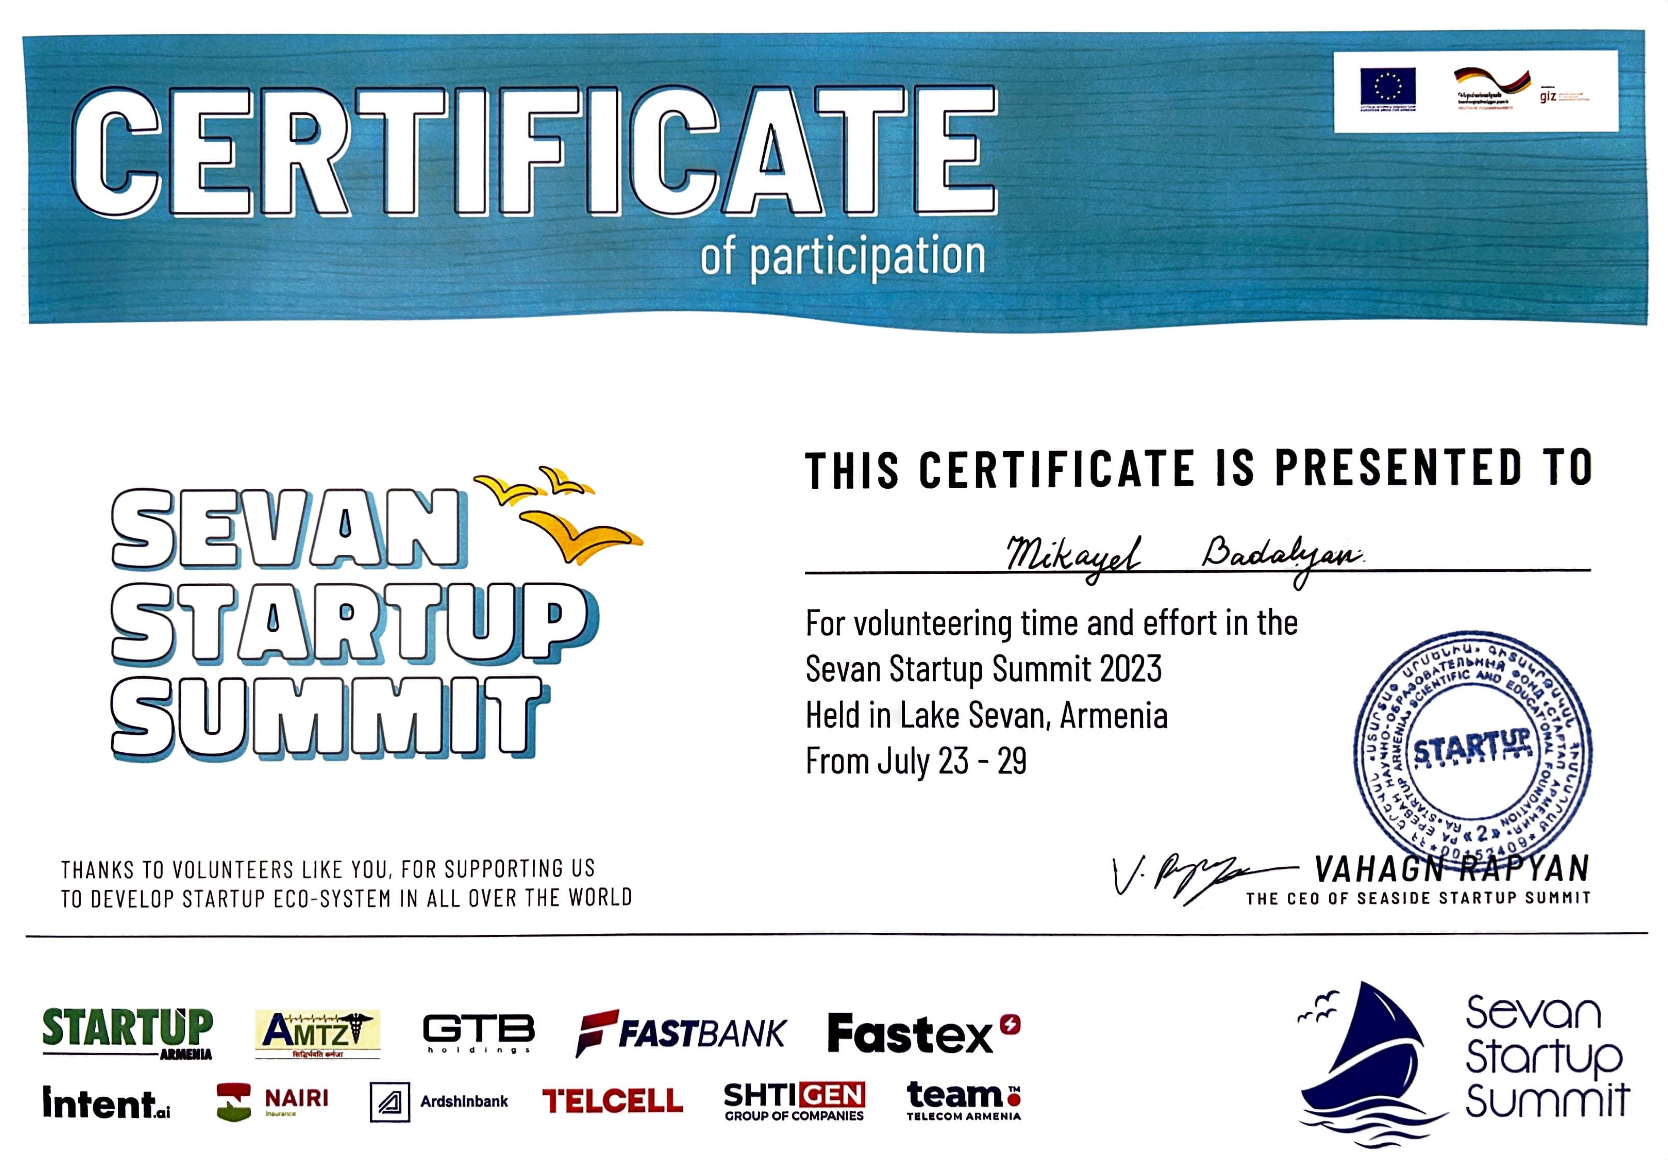 CERTIFICATE
of participation
giz
SEVAN
STARTUP
SUMMIT
THIS CERTIFICATE IS PRESENTED TO
Mikayel Badalyan
For volunteering time and effort in the
Sevan Startup Summit 2023
Held in Lake Sevan, Armenia
From July 23 - 29
STARTUP
«2»
*00152409*
THANKS TO VOLUNTEERS LIKE YOU, FOR SUPPORTING US
TO DEVELOP STARTUP ECO-SYSTEM IN ALL OVER THE WORLD
VAHAGN RAPYAN
THE CEO OF SEASIDE STARTUP SUMMIT
STARTUP
ARMENIA
AMTZ
GTB
holdings
FASTBANK
Fastex
Intent.ai
NAIRI
Insurance
Ardshinbank
TELCELL
SHTIGEN
GROUP OF COMPANIES
team:™
TELECOM ARMENIA
Sevan
Startup
Summit